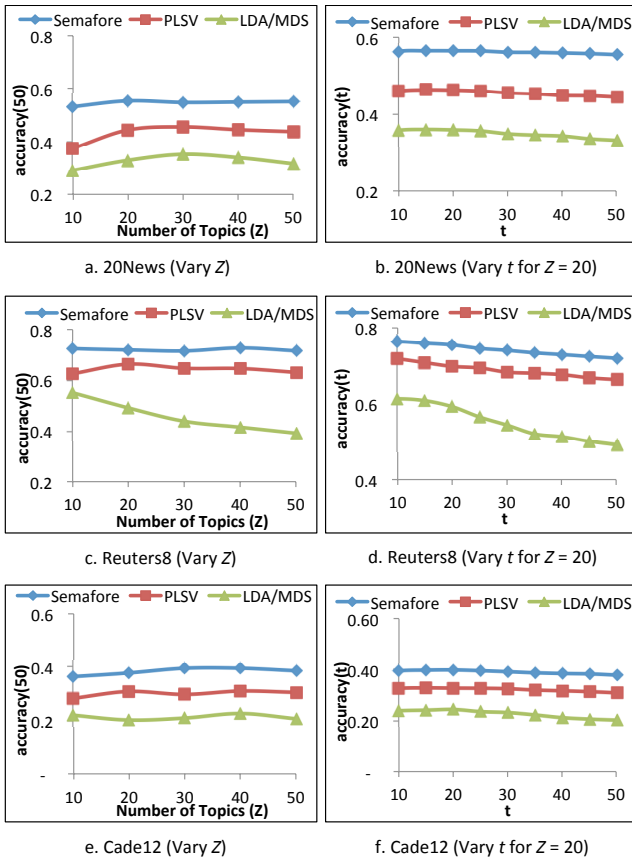 Semafore PLSV LDA/MDS
0.8
0.6
0.4
0.2
accuracy(50)
10 20 30 40 50
Number of Topics (Z)
a. 20News (Vary Z)
Semafore PLSV LDA/MDS
0.6
0.4
0.2
accuracy(t)
10 20 30 40 50
t
b. 20News (Vary t for Z = 20)
Semafore PLSV LDA/MDS
0.8
0.6
0.4
0.2
accuracy(50)
10 20 30 40 50
Number of Topics (Z)
c. Reuters8 (Vary Z)
Semafore PLSV LDA/MDS
0.8
0.6
0.4
accuracy(t)
10 20 30 40 50
t
d. Reuters8 (Vary t for Z = 20)
Semafore PLSV LDA/MDS
0.6
0.4
0.2
-
accuracy(50)
10 20 30 40 50
Number of Topics (Z)
e. Cade12 (Vary Z)
Semafore PLSV LDA/MDS
0.60
0.40
0.20
-
accuracy(t)
10 20 30 40 50
t
f. Cade12 (Vary t for Z = 20)